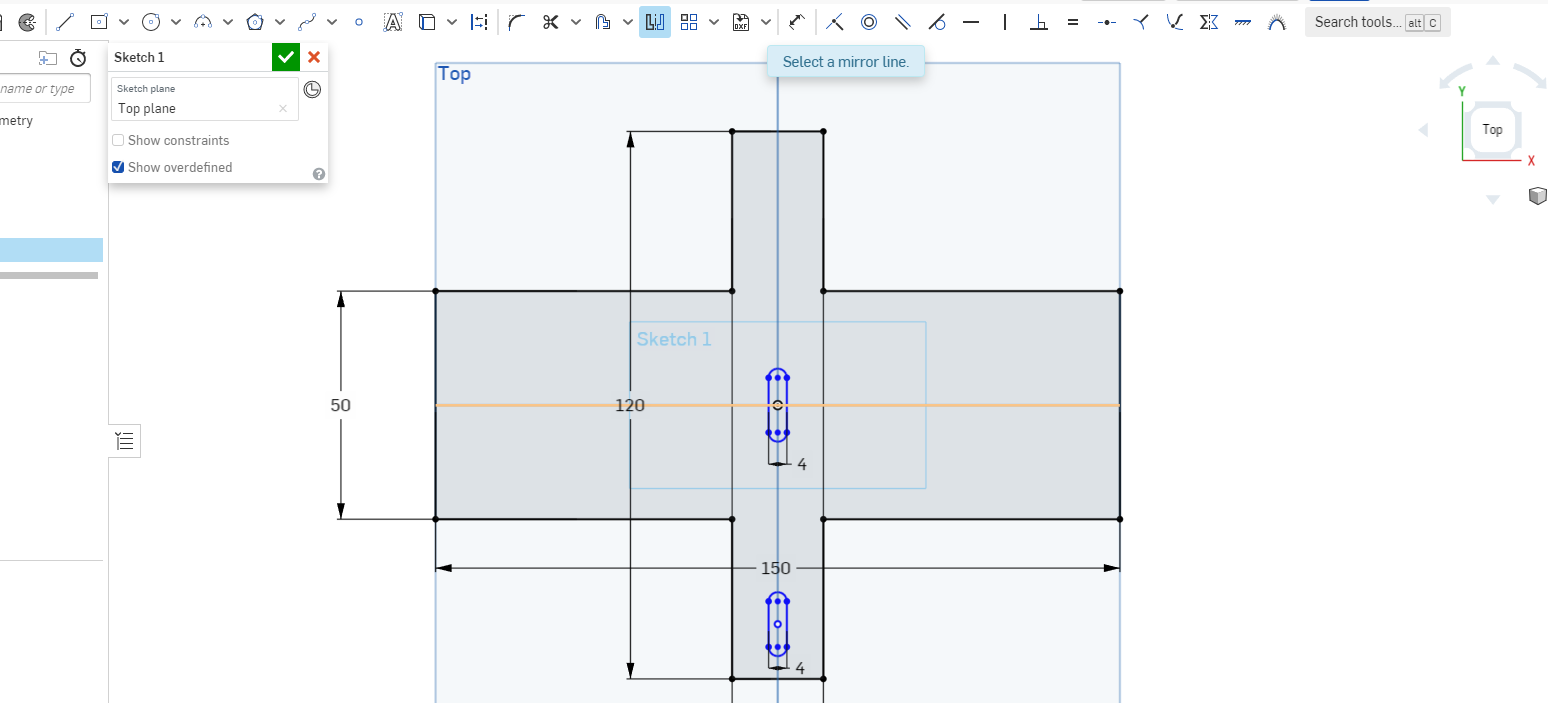 Search tools... alt C
Sketch 1
Select a mirror line.
name or type
Sketch plane
Top plane
Top
metry
Show constraints
Show overdefined
?
Y
Top
X
Sketch 1
50
120
4
150
4